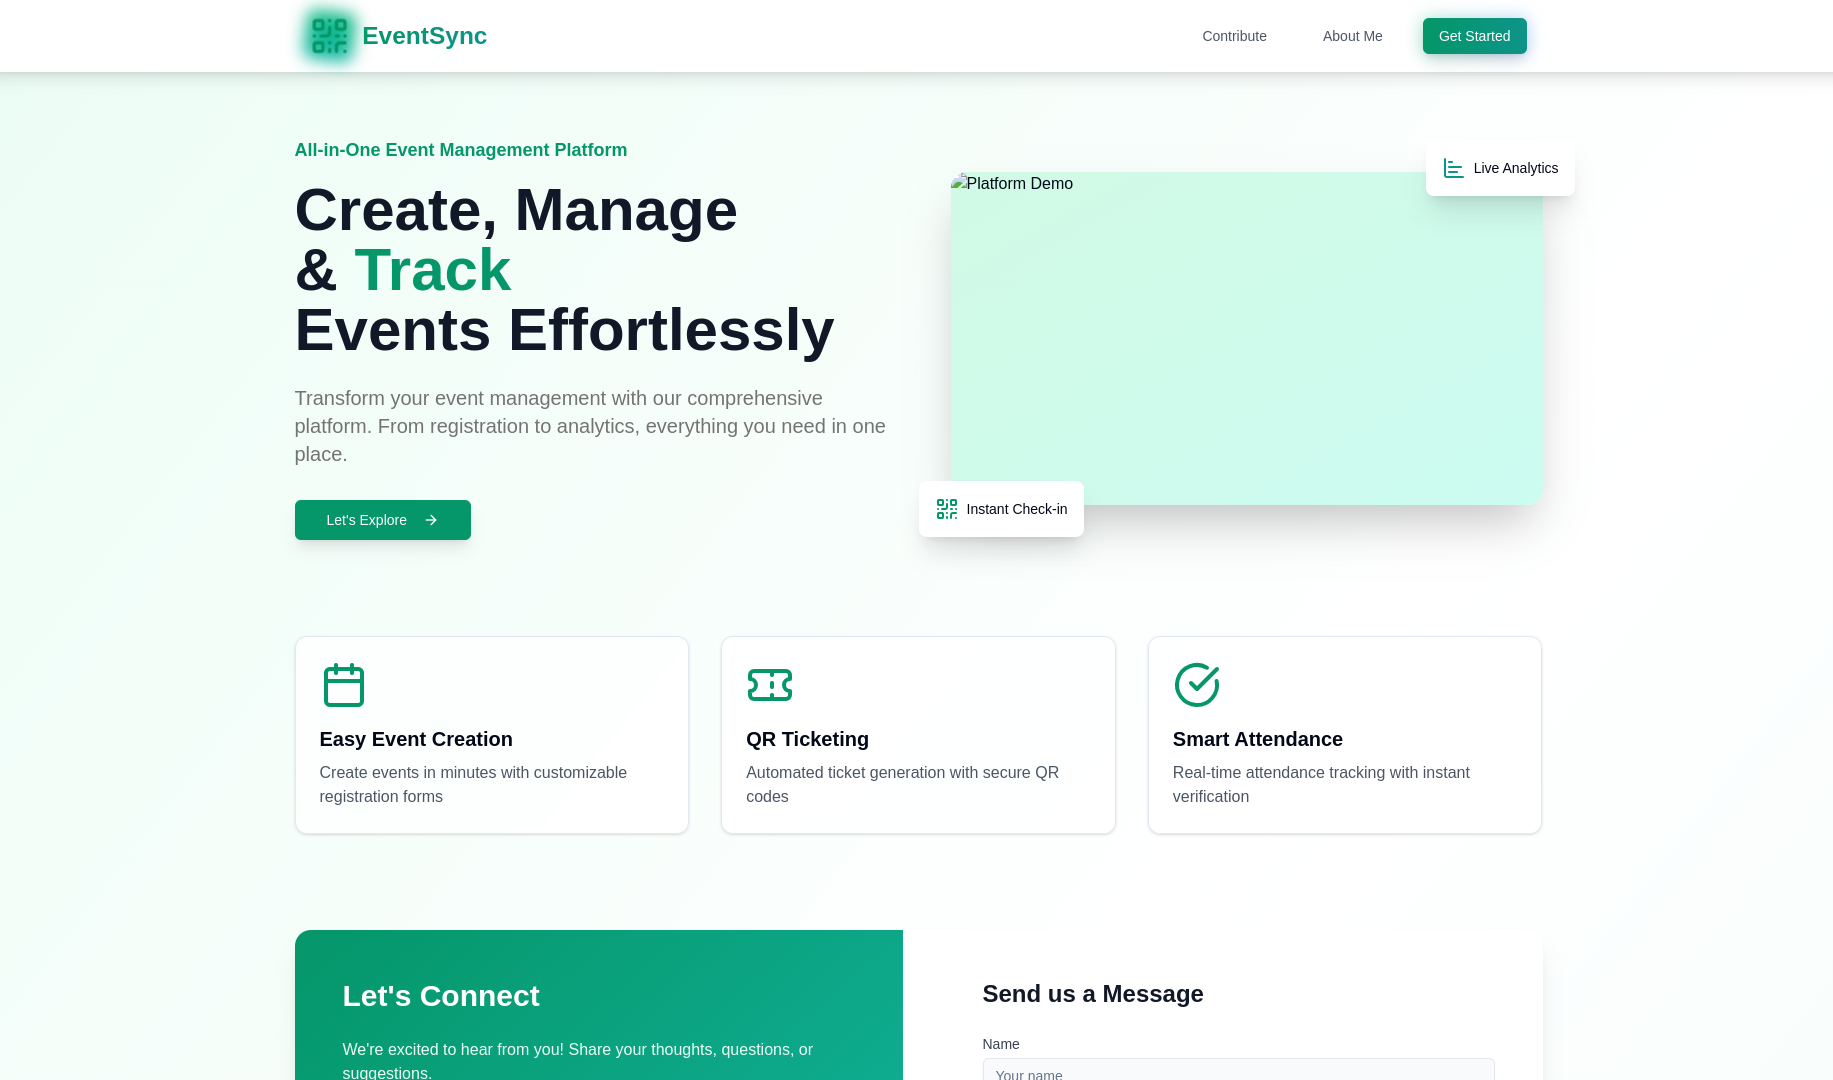 EventSync
Contribute
About Me
Get Started
All-in-One Event Management Platform
Create, Manage
& Track
Events Effortlessly
Transform your event management with our comprehensive
platform. From registration to analytics, everything you need in one
place.
Let's Explore
Platform Demo
Live Analytics
Instant Check-in
Easy Event Creation
Create events in minutes with customizable
registration forms
QR Ticketing
Automated ticket generation with secure QR
codes
Smart Attendance
Real-time attendance tracking with instant
verification
Let's Connect
We're excited to hear from you! Share your thoughts, questions, or
suggestions.
Send us a Message
Name
Your name